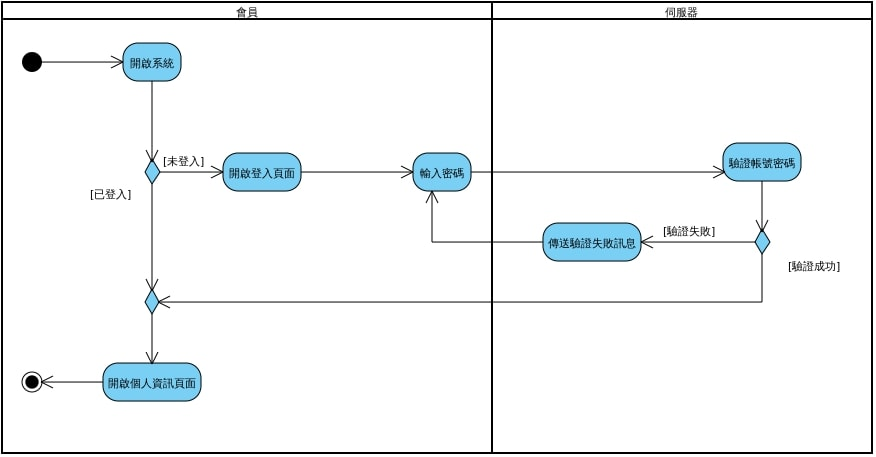 會員
伺服器
開啟系統
[未登入]
開啟登入頁面
輸入密碼
驗證帳號密碼
[已登入]
傳送驗證失敗訊息
[驗證失敗]
[驗證成功]
開啟個人資訊頁面